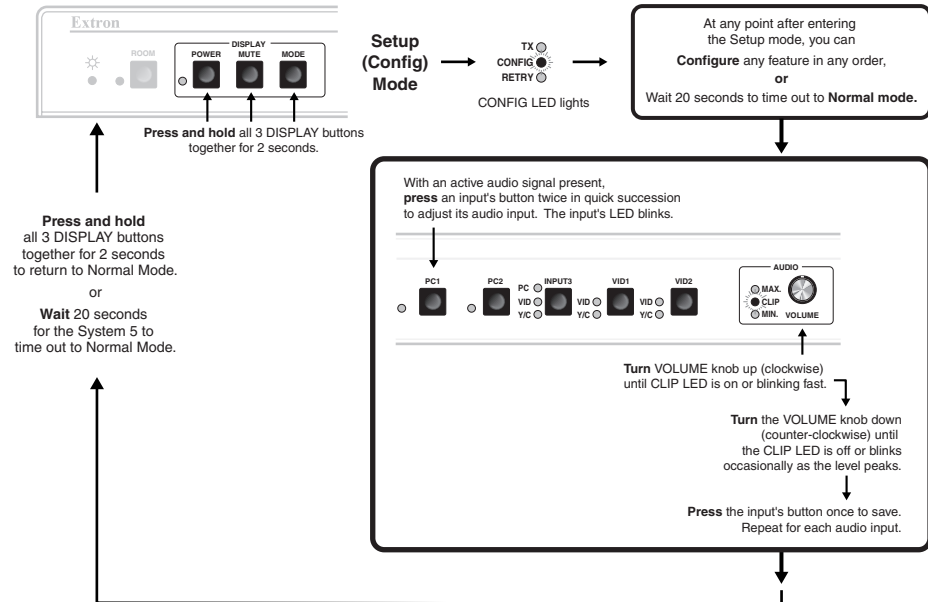 Extron
ROOM
DISPLAY
POWER MUTE MODE
Press and hold all 3 DISPLAY buttons
together for 2 seconds.
Setup
(Config)
Mode
TX
CONFIG
RETRY
CONFIG LED lights
At any point after entering
the Setup mode, you can
Configure any feature in any order,
or
Wait 20 seconds to time out to Normal mode.
With an active audio signal present,
press an input's button twice in quick succession
to adjust its audio input. The input's LED blinks.
PC1 PC2 INPUT3 VID1 VID2
PC
VID VID VID
Y/C Y/C Y/C
AUDIO
MAX.
CLIP
MIN. VOLUME
Turn VOLUME knob up (clockwise)
until CLIP LED is on or blinking fast.
Turn the VOLUME knob down
(counter-clockwise) until
the CLIP LED is off or blinks
occasionally as the level peaks.
Press the input's button once to save.
Repeat for each audio input.
Press and hold
all 3 DISPLAY buttons
together for 2 seconds
to return to Normal Mode.
or
Wait 20 seconds
for the System 5 to
time out to Normal Mode.